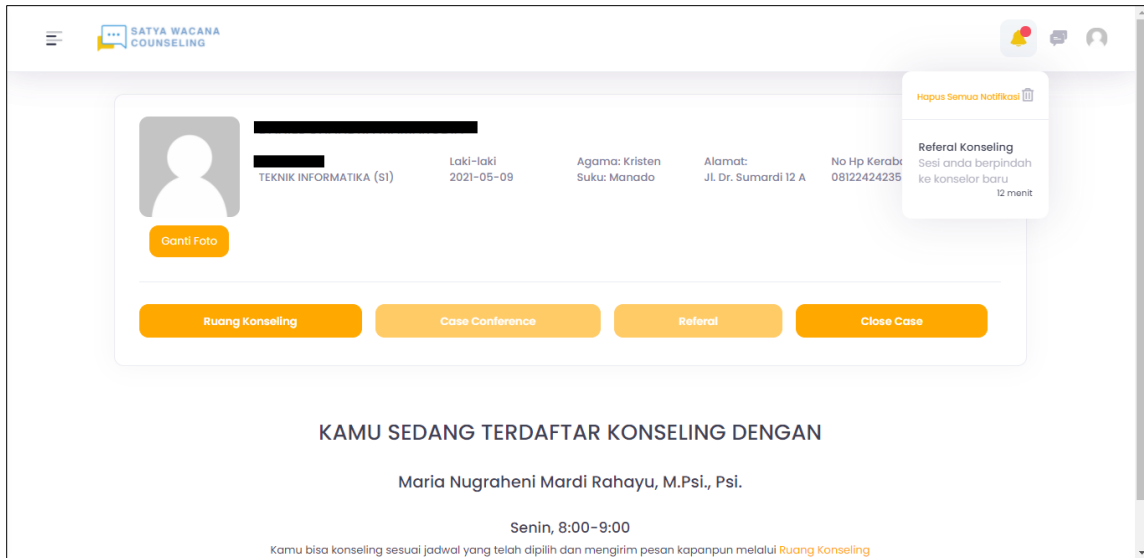 SATYA WACANA
COUNSELING
Hapus Semua Notifikasi
Referal Konseling
Sesi anda berpindah
ke konselor baru
12 menit
TEKNIK INFORMATIKA (S1)
Laki-laki
2021-05-09
Agama: Kristen
Suku: Manado
Alamat:
Jl. Dr. Sumardi 12 A
No Hp Keraba
08122424235
Ganti Foto
Ruang Konseling
Case Conference
Referal
Close Case
KAMU SEDANG TERDAFTAR KONSELING DENGAN
Maria Nugraheni Mardi Rahayu, M.Psi., Psi.
Senin, 8:00-9:00
Kamu bisa konseling sesuai jadwal yang telah dipilih dan mengirim pesan kapanpun melalui Ruang Konseling